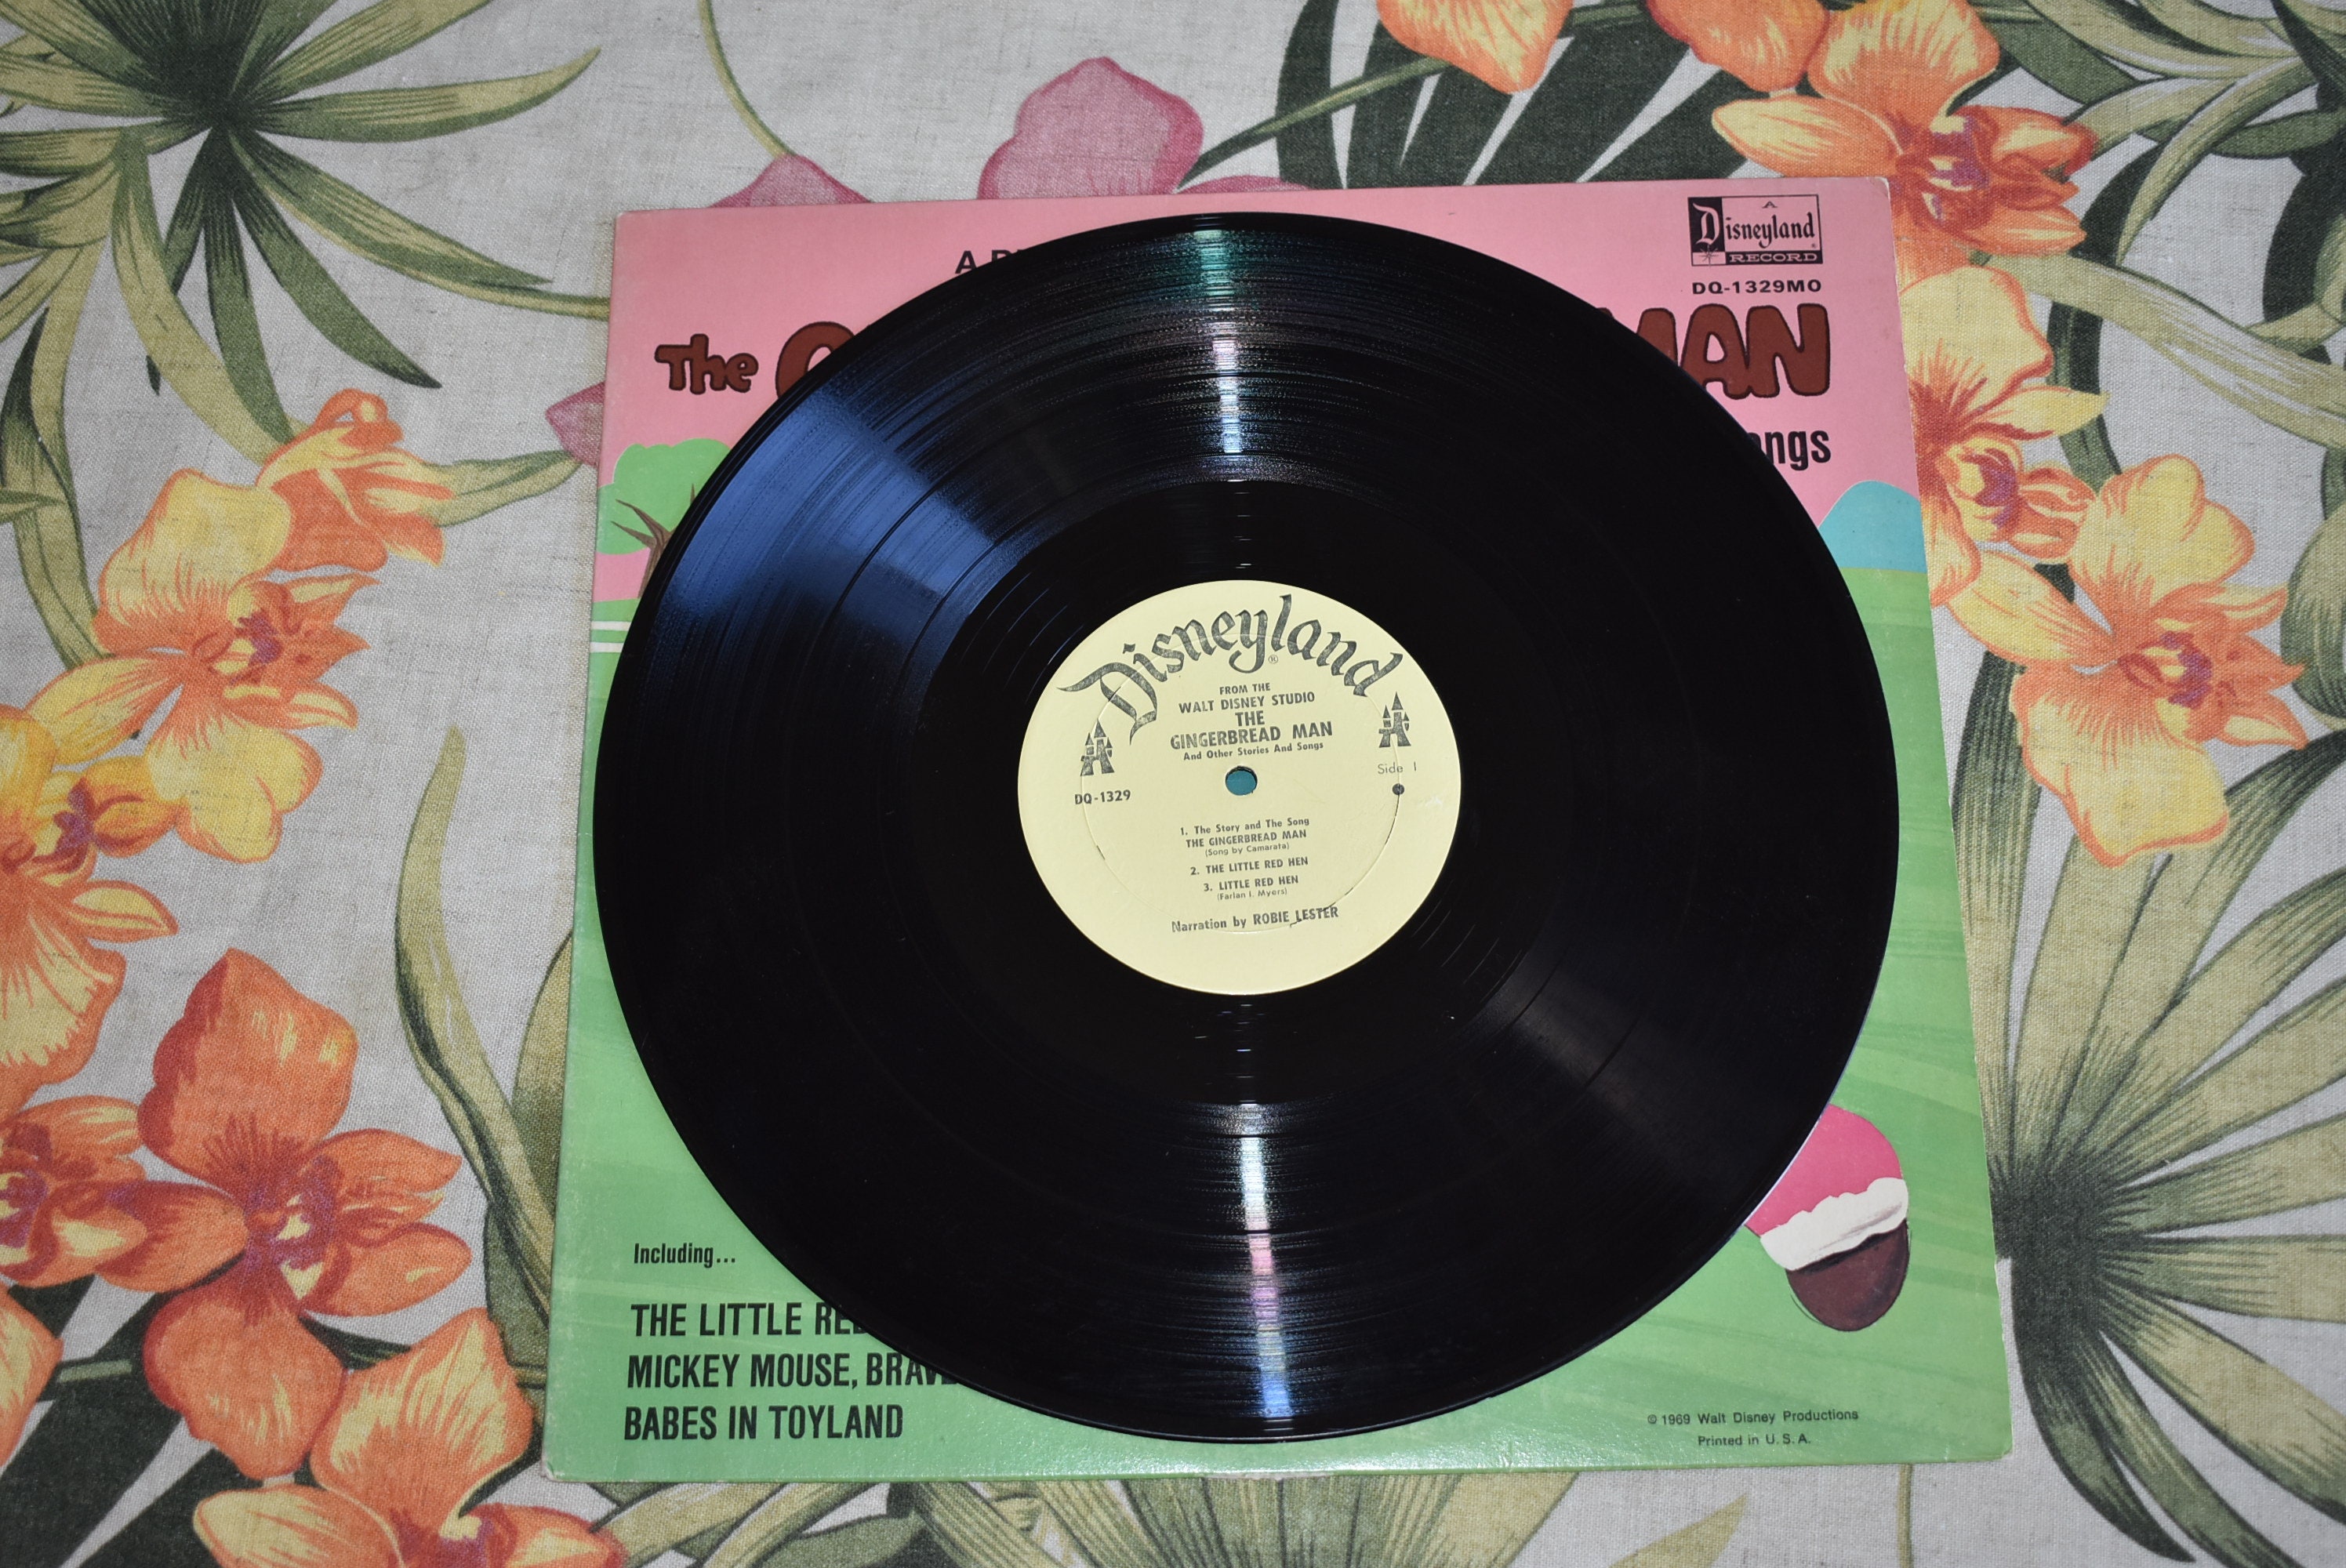 A
Disneyland
RECORD
DQ-1329MO
The
MAN
ngs
Disneyland
®
FROM THE
WALT DISNEY STUDIO
THE
GINGERBREAD MAN
And Other Stories And Songs
Side 1
DQ-1329
1. The Story and The Song
THE GINGERBREAD MAN
(Song by Camarata)
2. THE LITTLE RED HEN
3. LITTLE RED HEN
(Farlan I. Myers)
Narration by ROBIE LESTER
Including...
THE LITTLE RED
MICKEY MOUSE, BRAVE
BABES IN TOYLAND
© 1969 Walt Disney Productions
Printed in U.S.A.